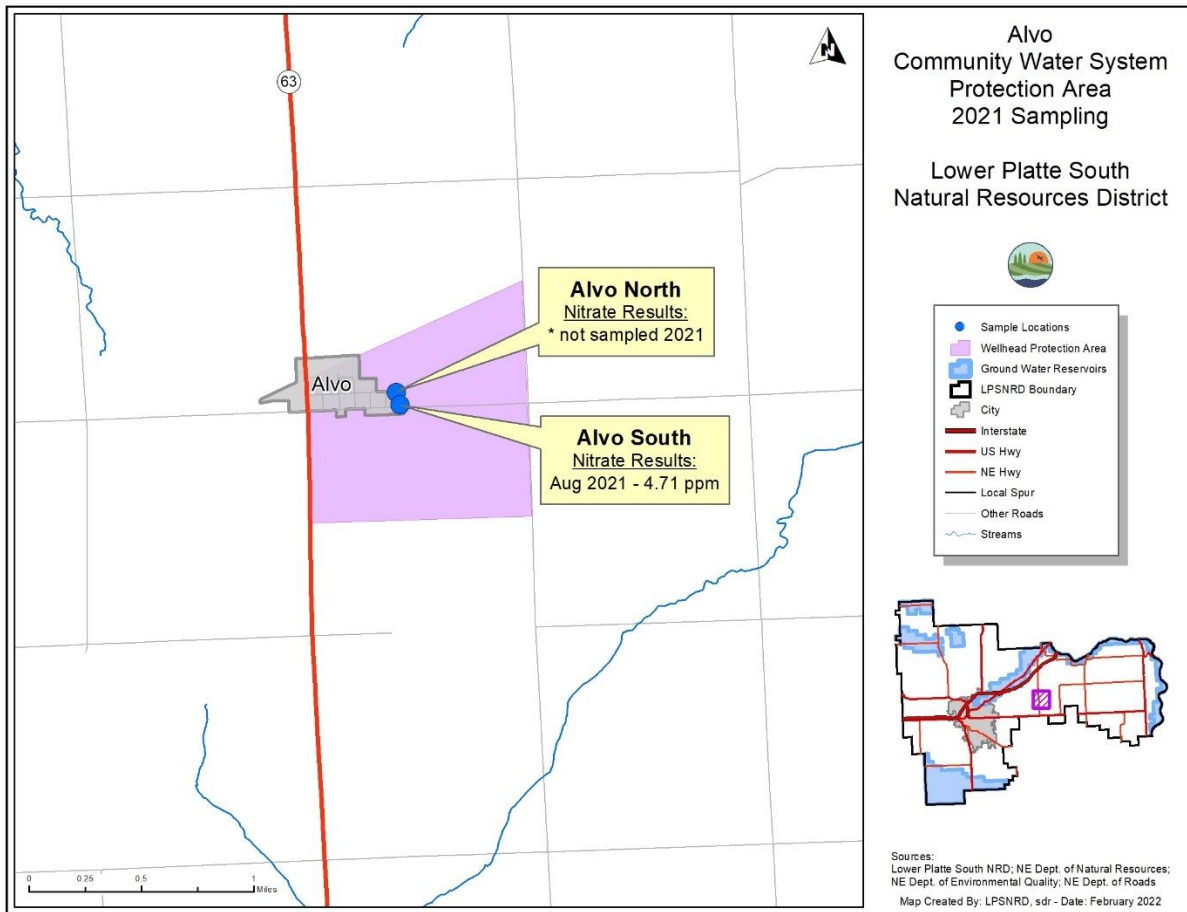 63
N
Alvo
Alvo North
Nitrate Results:
* not sampled 2021
Alvo South
Nitrate Results:
Aug 2021 - 4.71 ppm
0 0.25 0.5 1
Miles
Alvo
Community Water System
Protection Area
2021 Sampling
Lower Platte South
Natural Resources District
Sample Locations
Wellhead Protection Area
Ground Water Reservoirs
LPSNRD Boundary
City
Interstate
US Hwy
NE Hwy
Local Spur
Other Roads
Streams
Sources:
Lower Platte South NRD; NE Dept. of Natural Resources;
NE Dept. of Environmental Quality; NE Dept. of Roads
Map Created By: LPSNRD, sdr - Date: February 2022